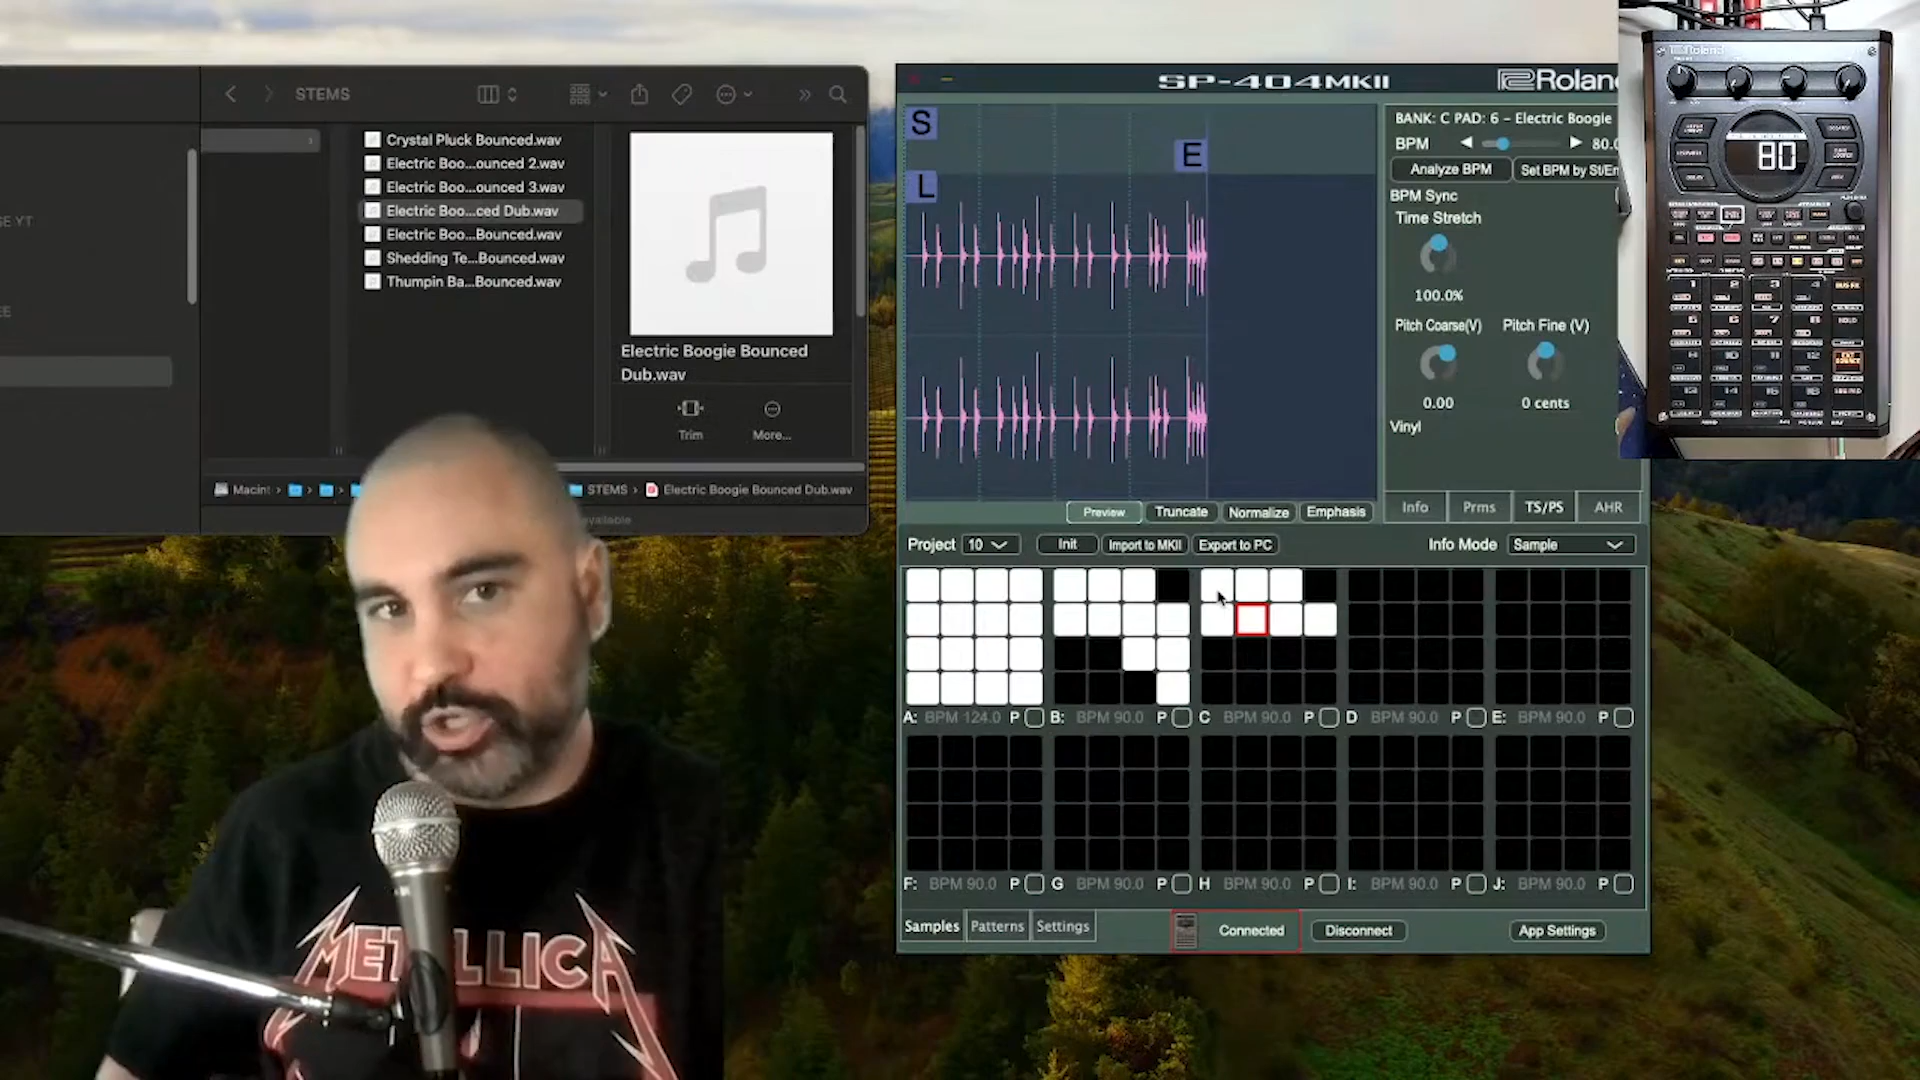 STEMS
Crystal Pluck Bounced.wav
Electric Boo...ounced 2.wav
Electric Boo...ounced 3.wav
Electric Boo...ced Dub.wav
Electric Boo...Bounced.wav
Shedding Te...Bounced.wav
Thumpin Ba...Bounced.wav
Electric Boogie Bounced
Dub.wav
Trim
More...
STEMS
Electric Boogie Bounced Dub.wav
available
SE YT
EE
SP-404MKII
Roland
S
E
L
BANK: C PAD: 6 - Electric Boogie
BPM
80.0
Analyze BPM
Set BPM by St/En
BPM Sync
Time Stretch
100.0%
Pitch Coarse(V)
Pitch Fine (V)
0.00
0 cents
Vinyl
Preview
Truncate
Normalize
Emphasis
Info
Prms
TS/PS
AHR
Project
10
Init
Import to MKII
Export to PC
Info Mode
Sample
A: BPM 124.0 P
B: BPM 90.0 P
C BPM 90.0 P
D BPM 90.0 P
E: BPM 90.0 P
F: BPM 90.0 P
G BPM 90.0 P
H BPM 90.0 P
I: BPM 90.0 P
J: BPM 90.0 P
Samples
Patterns
Settings
Connected
Disconnect
App Settings
Roland
80
METALLICA